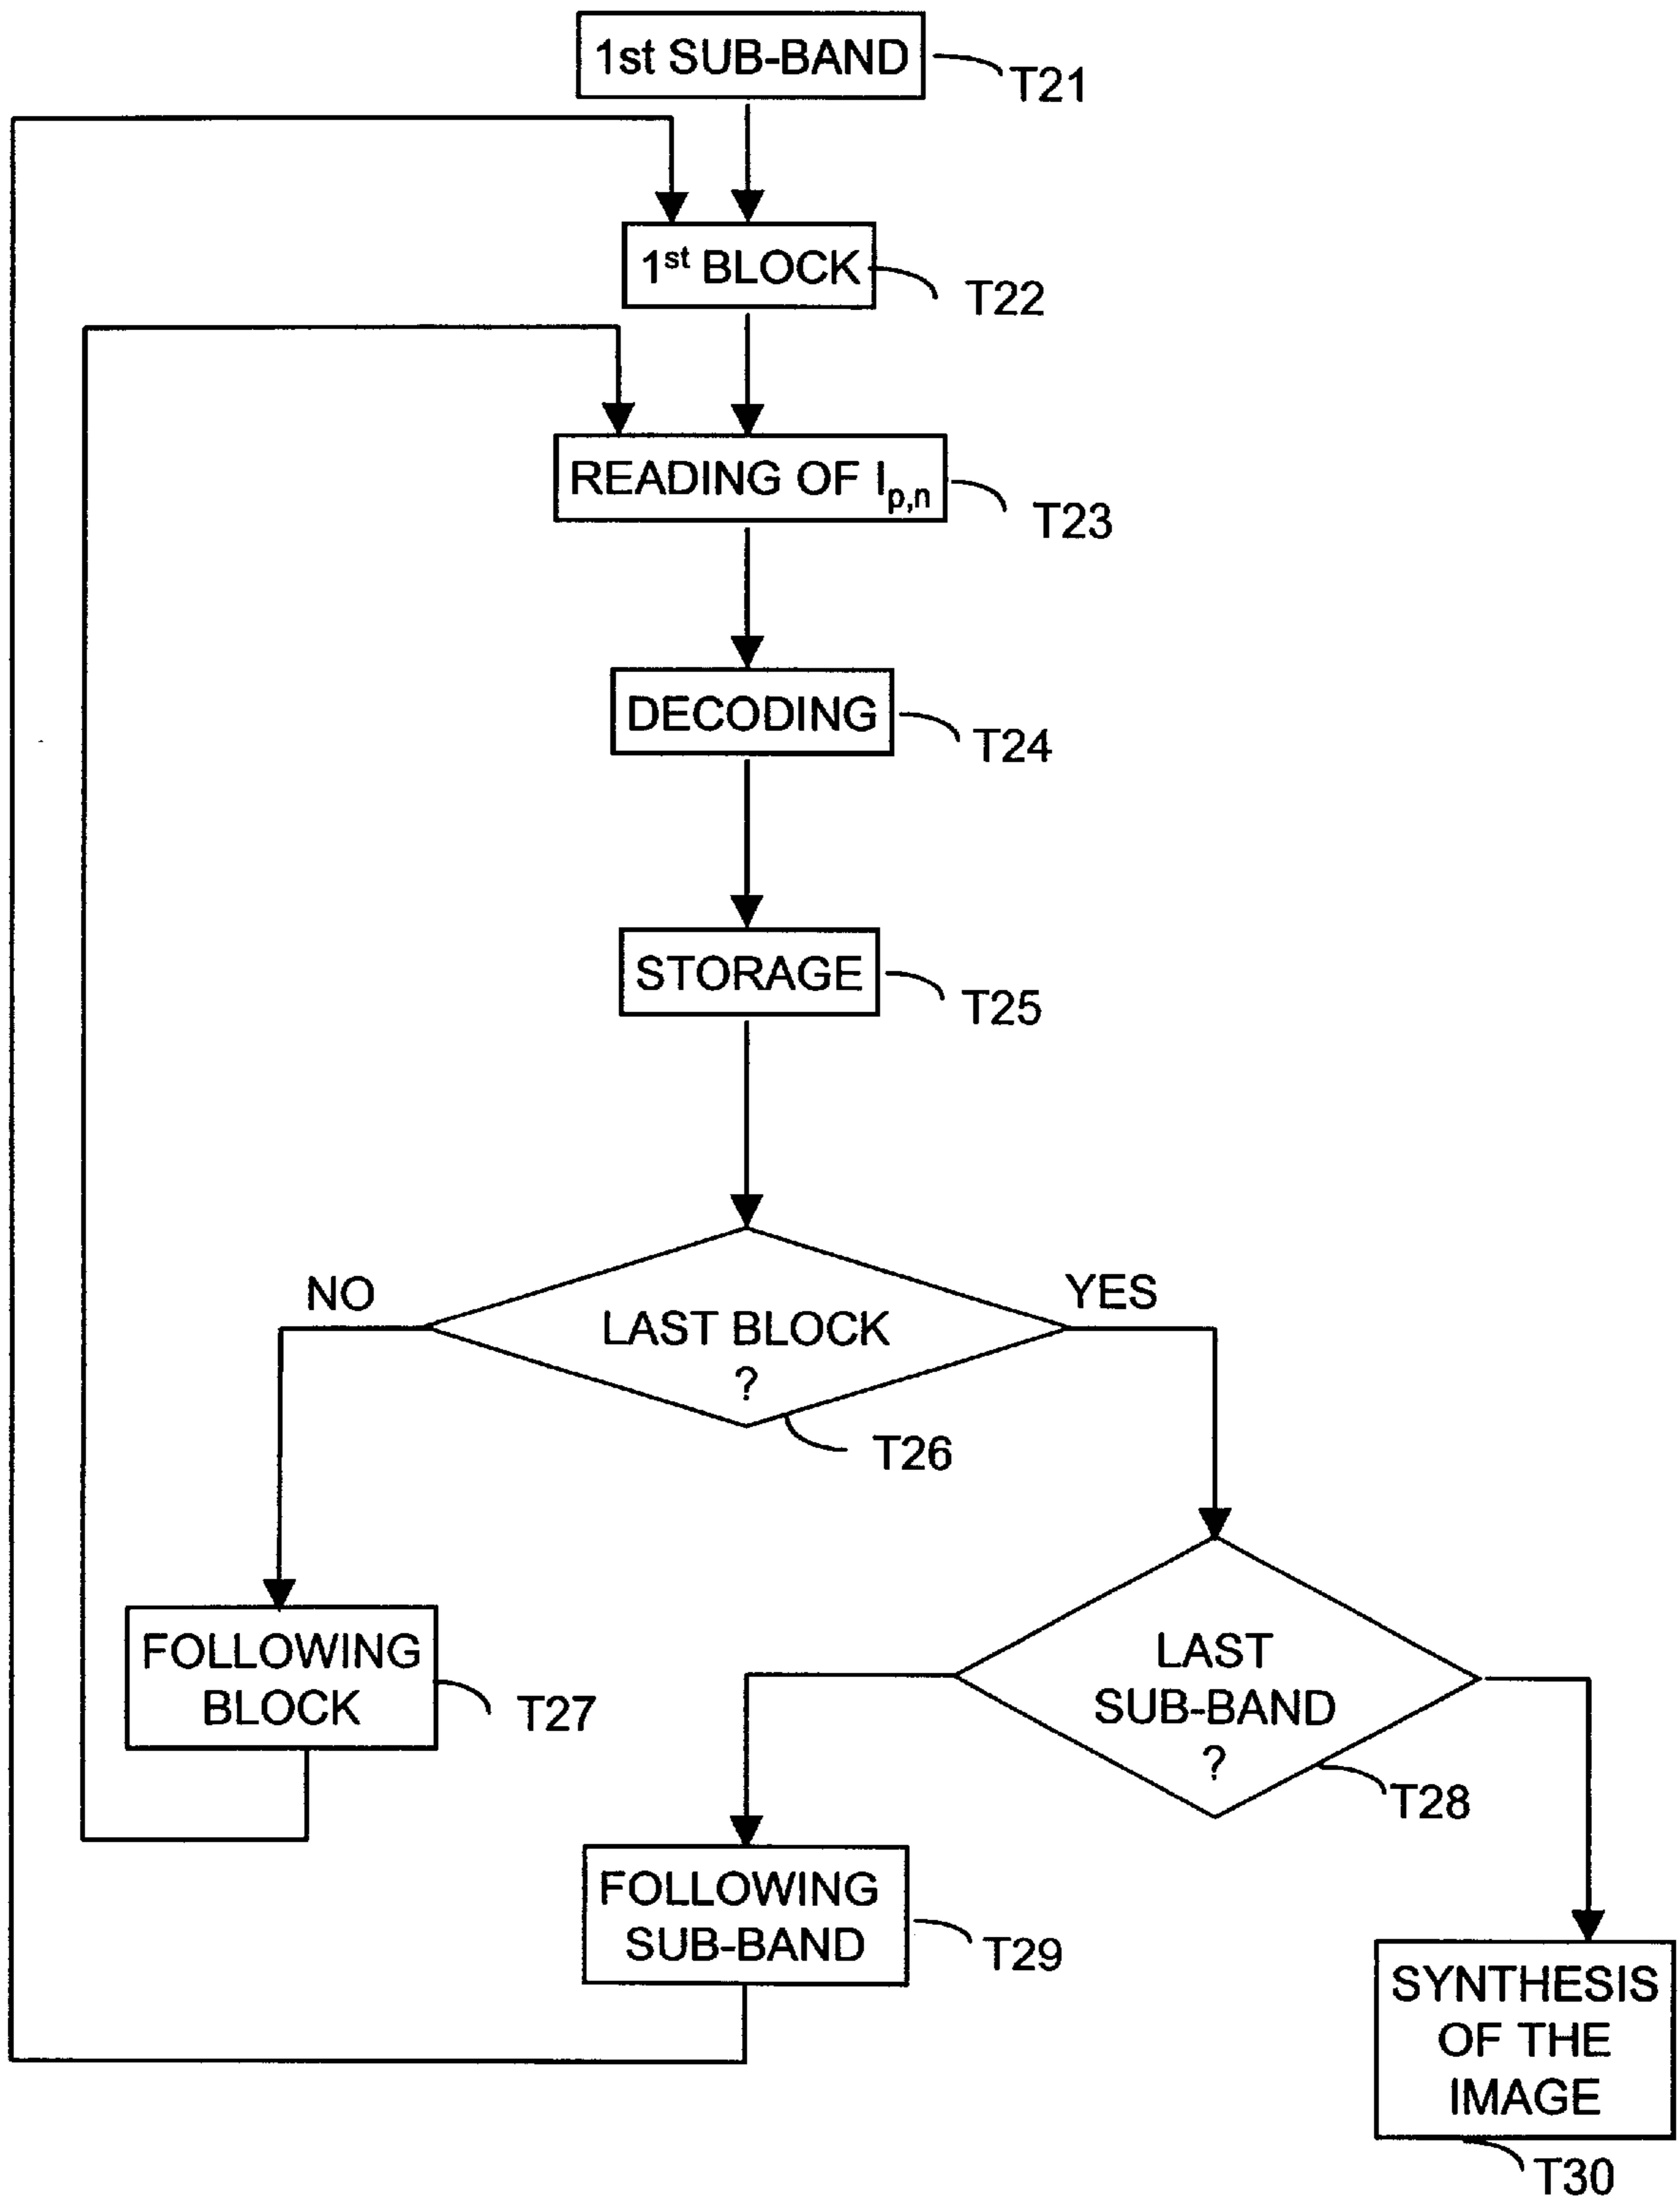 1st SUB-BAND
T21
1st BLOCK
T22
READING OF Ip,n
T23
DECODING
T24
STORAGE
T25
NO
YES
LAST BLOCK
?
T26
FOLLOWING
BLOCK
T27
LAST
SUB-BAND
?
T28
FOLLOWING
SUB-BAND
T29
SYNTHESIS
OF THE
IMAGE
T30